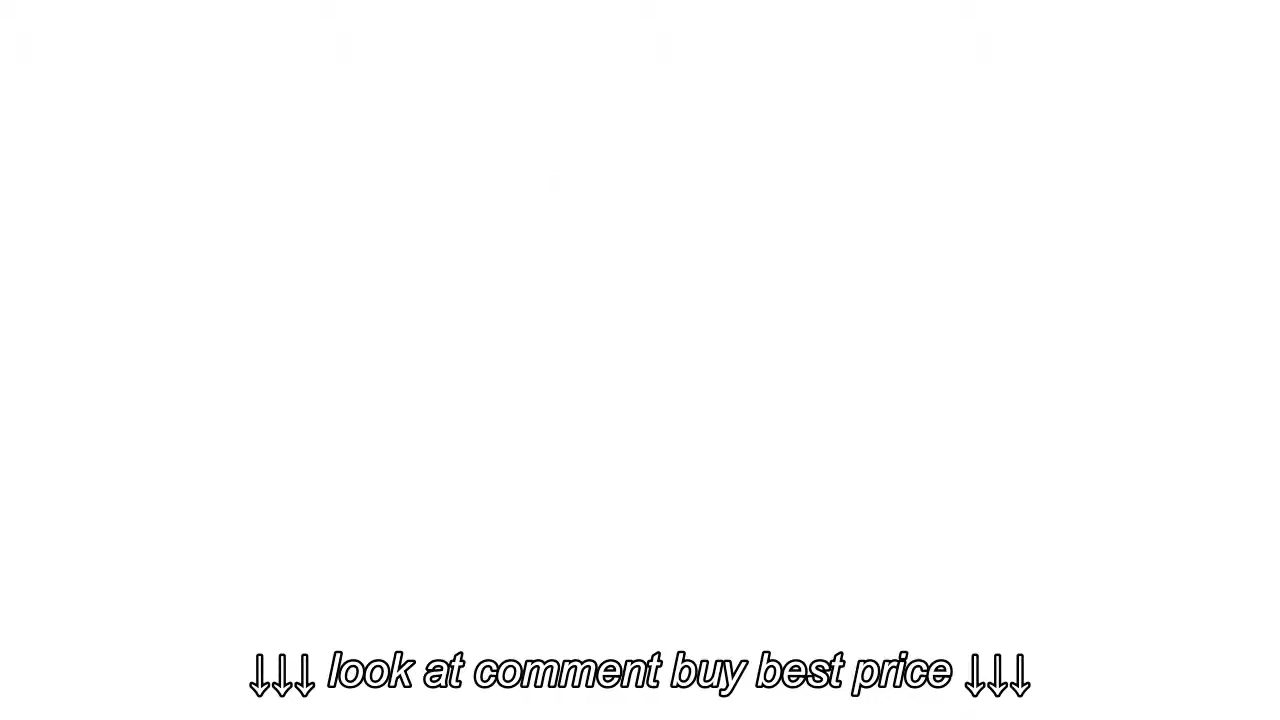 ↓↓↓ look at comment buy best price ↓↓↓